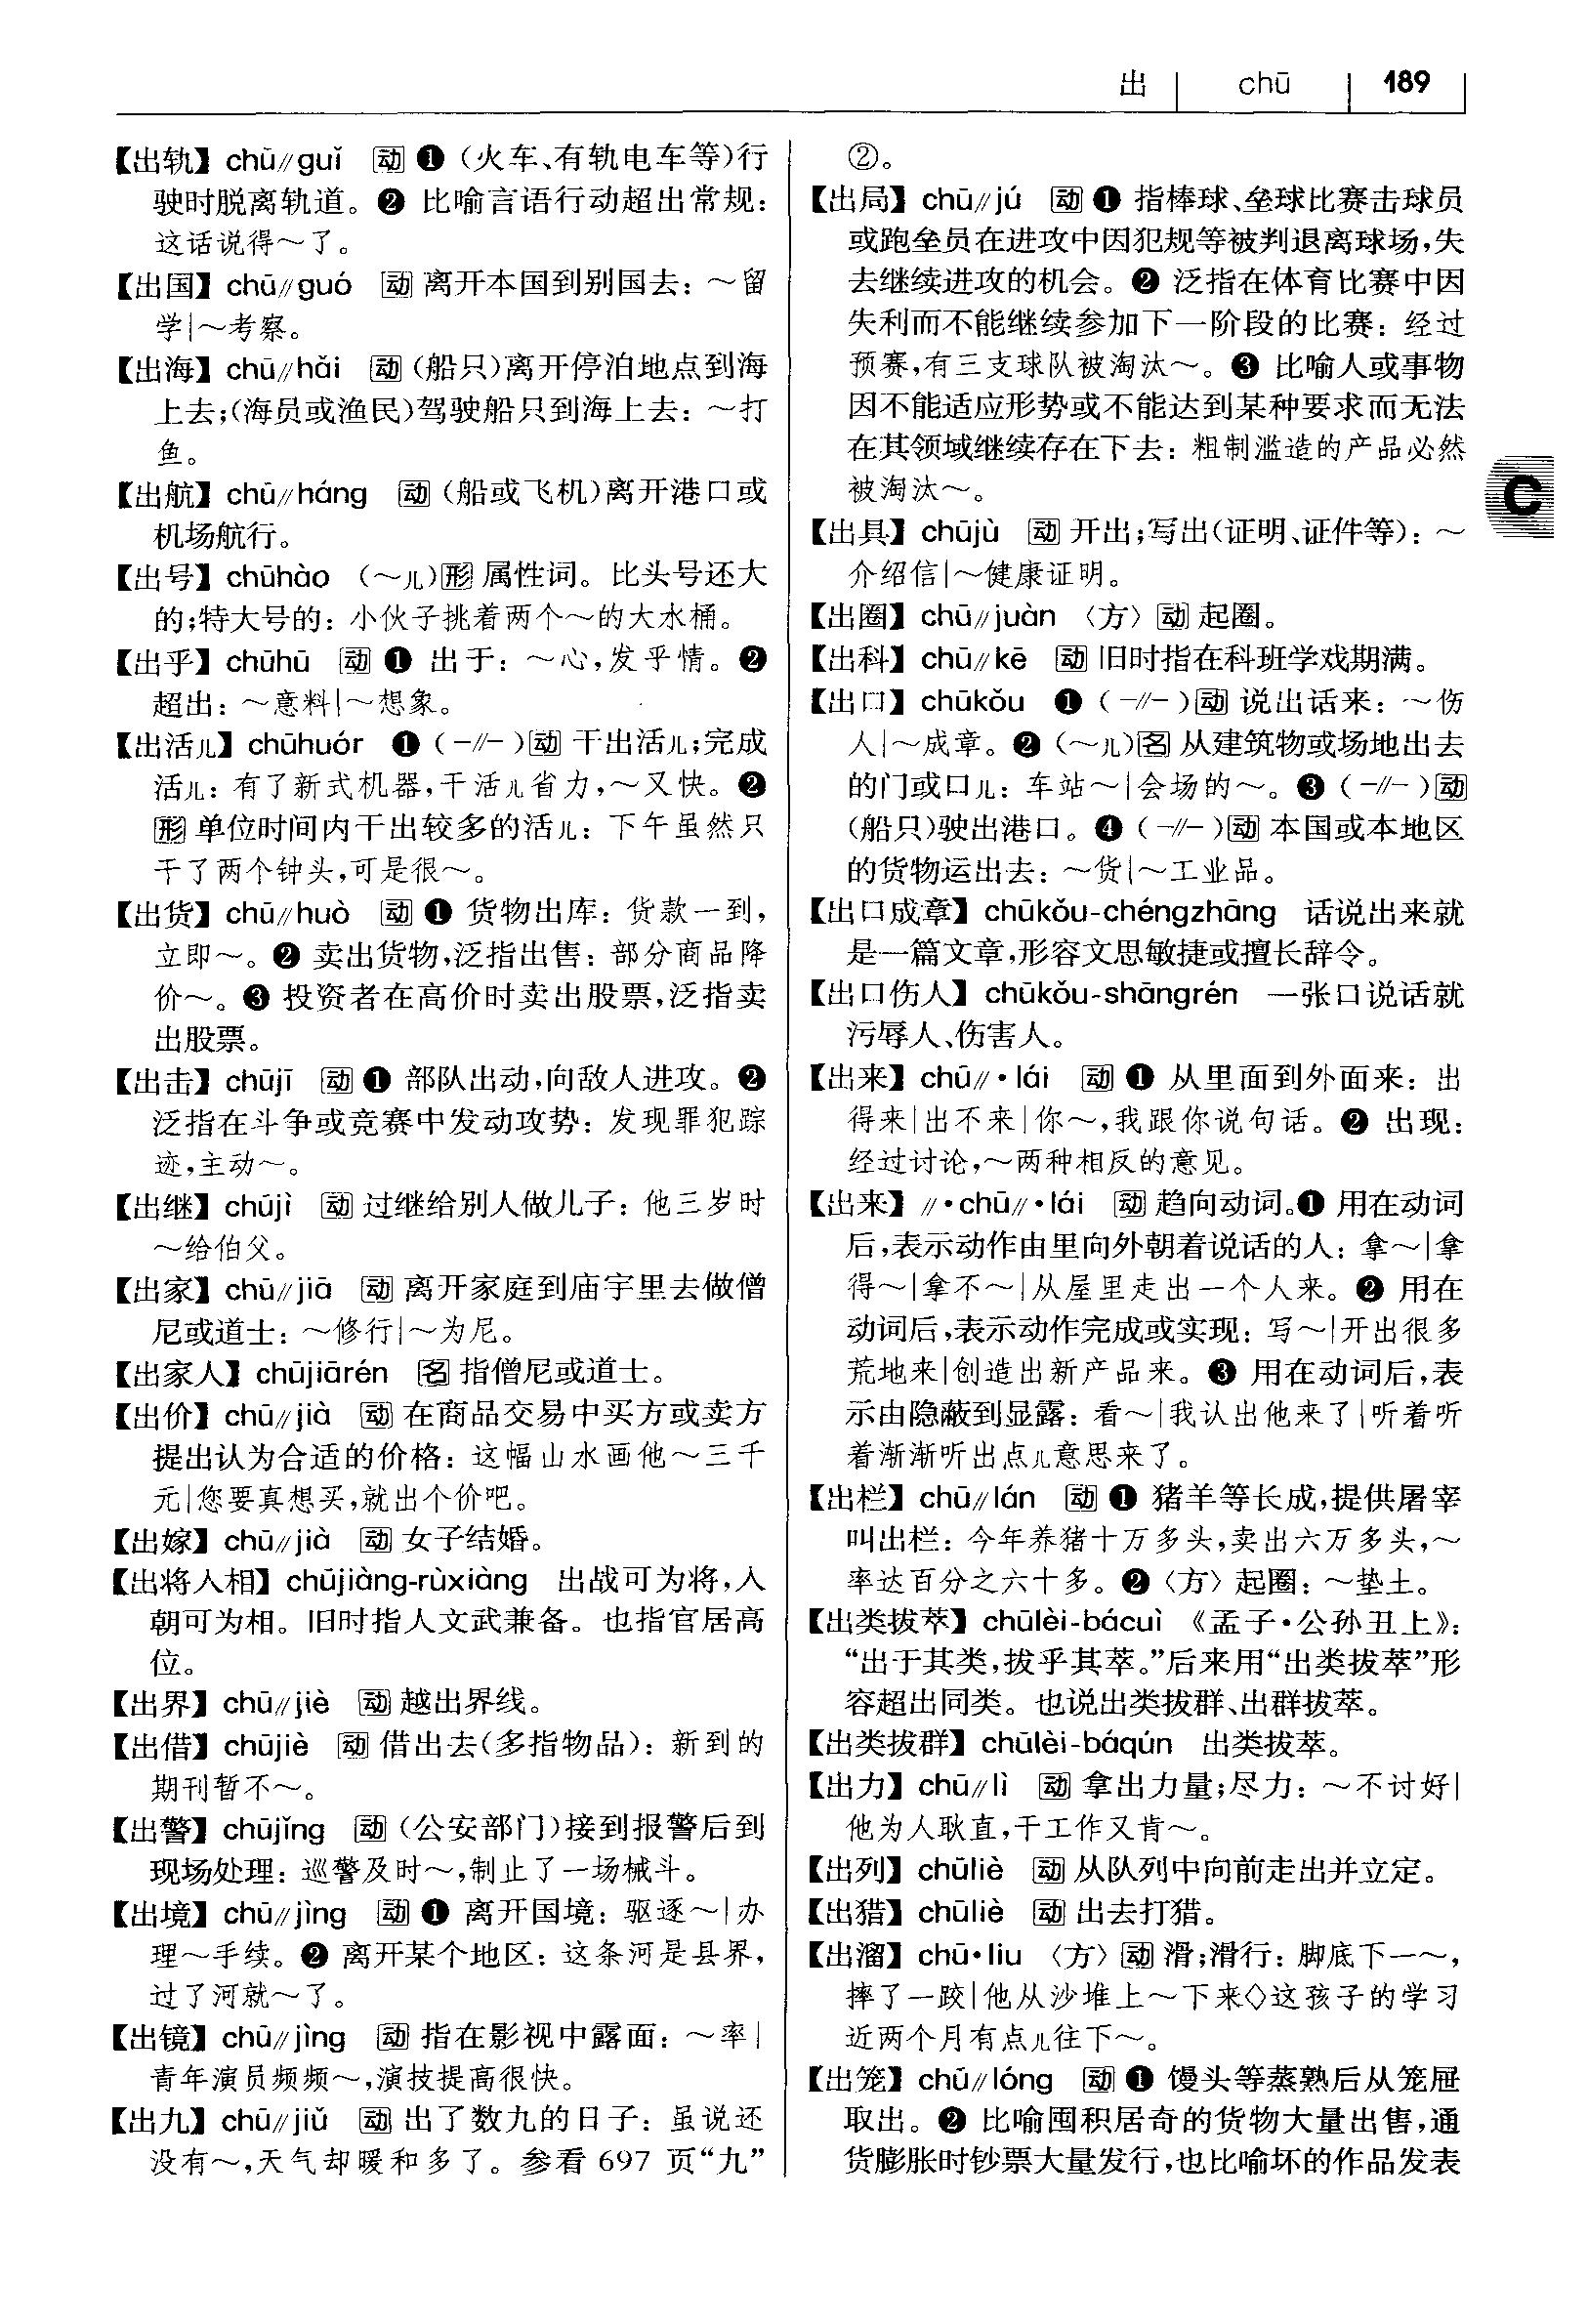 出 chū 189
【出轨】 chū//guǐ 动 ❶（火车、有轨电车等）行
驶时脱离轨道。❷ 比喻言语行动超出常规：
这话说得～了。
【出国】 chū//guó 动 离开本国到别国去：～留
学|～考察。
【出海】 chū//hǎi 动（船只）离开停泊地点到海
上去；（海员或渔民）驾驶船只到海上去：～打
鱼。
【出航】 chū//háng 动（船或飞机）离开港口或
机场航行。
【出号】 chūhào （～儿）形 属性词。比头号还大
的；特大号的：小伙子挑着两个～的大水桶。
【出乎】 chūhū 动 ❶ 出于：～心，发乎情。❷
超出：～意料|～想象。
【出活儿】 chūhuór ❶（－//－）动 干出活儿；完成
活儿：有了新式机器，干活儿省力，～又快。❷
形 单位时间内干出较多的活儿：下午虽然只
干了两个钟头，可是很～。
【出货】 chū//huò 动 ❶ 货物出库：货款一到，
立即～。❷ 卖出货物，泛指出售：部分商品降
价～。❸ 投资者在高价时卖出股票，泛指卖
出股票。
【出击】 chūjī 动 ❶ 部队出动，向敌人进攻。❷
泛指在斗争或竞赛中发动攻势：发现罪犯踪
迹，主动～。
【出继】 chūjì 动 过继给别人做儿子：他三岁时
～给伯父。
【出家】 chū//jiā 动 离开家庭到庙宇里去做僧
尼或道士：～修行|～为尼。
【出家人】 chūjiārén 名 指僧尼或道士。
【出价】 chū//jià 动 在商品交易中买方或卖方
提出认为合适的价格：这幅山水画他～三千
元|您要真想买，就出个价吧。
【出嫁】 chū//jià 动 女子结婚。
【出将入相】 chūjiàng-rùxiàng 出战可为将，入
朝可为相。旧时指人文武兼备。也指官居高
位。
【出界】 chū//jiè 动 越出界线。
【出借】 chūjiè 动 借出去（多指物品）：新到的
期刊暂不～。
【出警】 chūjǐng 动（公安部门）接到报警后到
现场处理：巡警及时～，制止了一场械斗。
【出境】 chū//jìng 动 ❶ 离开国境：驱逐～|办
理～手续。❷ 离开某个地区：这条河是县界，
过了河就～了。
【出镜】 chū//jìng 动 指在影视中露面：～率|
青年演员频频～，演技提高很快。
【出九】 chū//jiǔ 动 出了数九的日子：虽说还
没有～，天气却暖和多了。参看 697 页“九”
②。
【出局】 chū//jú 动 ❶ 指棒球、垒球比赛击球员
或跑垒员在进攻中因犯规等被判退离球场，失
去继续进攻的机会。❷ 泛指在体育比赛中因
失利而不能继续参加下一阶段的比赛：经过
预赛，有三支球队被淘汰～。❸ 比喻人或事物
因不能适应形势或不能达到某种要求而无法
在其领域继续存在下去：粗制滥造的产品必然
被淘汰～。
【出具】 chūjù 动 开出；写出（证明、证件等）：～
介绍信|～健康证明。
【出圈】 chū//juàn 〈方〉动 起圈。
【出科】 chū//kē 动 旧时指在科班学戏期满。
【出口】 chūkǒu ❶（－//－）动 说出话来：～伤
人|～成章。❷（～儿）名 从建筑物或场地出去
的门或口儿：车站～|会场的～。❸（－//－）动
（船只）驶出港口。❹（－//－）动 本国或本地区
的货物运出去：～货|～工业品。
【出口成章】 chūkǒu-chéngzhāng 话说出来就
是一篇文章，形容文思敏捷或擅长辞令。
【出口伤人】 chūkǒu-shāngrén 一张口说话就
污辱人、伤害人。
【出来】 chū//·lái 动 ❶ 从里面到外面来：出
得来|出不来|你～，我跟你说句话。❷ 出现：
经过讨论，～两种相反的意见。
【出来】 //·chū//·lái 动 趋向动词。❶ 用在动词
后，表示动作由里向外朝着说话的人：拿～|拿
得～|拿不～|从屋里走出一个人来。❷ 用在
动词后，表示动作完成或实现：写～|开出很多
荒地来|创造出新产品来。❸ 用在动词后，表
示由隐蔽到显露：看～|我认出他来了|听着听
着渐渐听出点儿意思来了。
【出栏】 chū//lán 动 ❶ 猪羊等长成，提供屠宰
叫出栏：今年养猪十万多头，卖出六万多头，～
率达百分之六十多。❷〈方〉起圈：～垫土。
【出类拔萃】 chūlèi-bácuì 《孟子·公孙丑上》：
“出于其类，拔乎其萃。”后来用“出类拔萃”形
容超出同类。也说出类拔群、出群拔萃。
【出类拔群】 chūlèi-báqún 出类拔萃。
【出力】 chū//lì 动 拿出力量；尽力：～不讨好|
他为人耿直，干工作又肯～。
【出列】 chūliè 动 从队列中向前走出并立定。
【出猎】 chūliè 动 出去打猎。
【出溜】 chū·liu 〈方〉动 滑；滑行：脚底下一～，
摔了一跤|他从沙堆上～下来◇这孩子的学习
近两个月有点儿往下～。
【出笼】 chū//lóng 动 ❶ 馒头等蒸熟后从笼屉
取出。❷ 比喻囤积居奇的货物大量出售，通
货膨胀时钞票大量发行，也比喻坏的作品发表
C